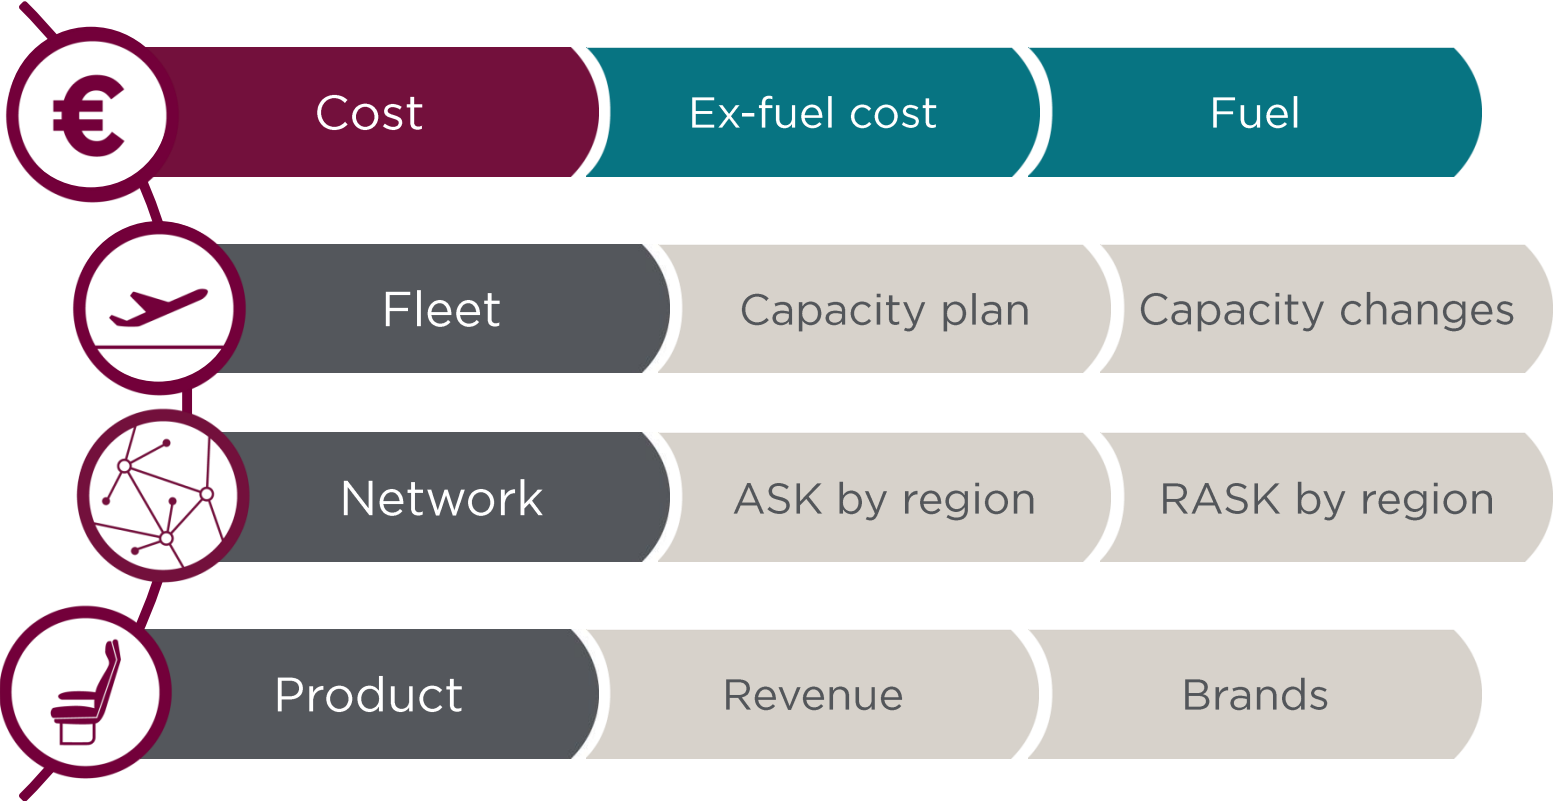 €
Cost
Ex-fuel cost
Fuel
Fleet
Capacity plan
Capacity changes
Network
ASK by region
RASK by region
Product
Revenue
Brands